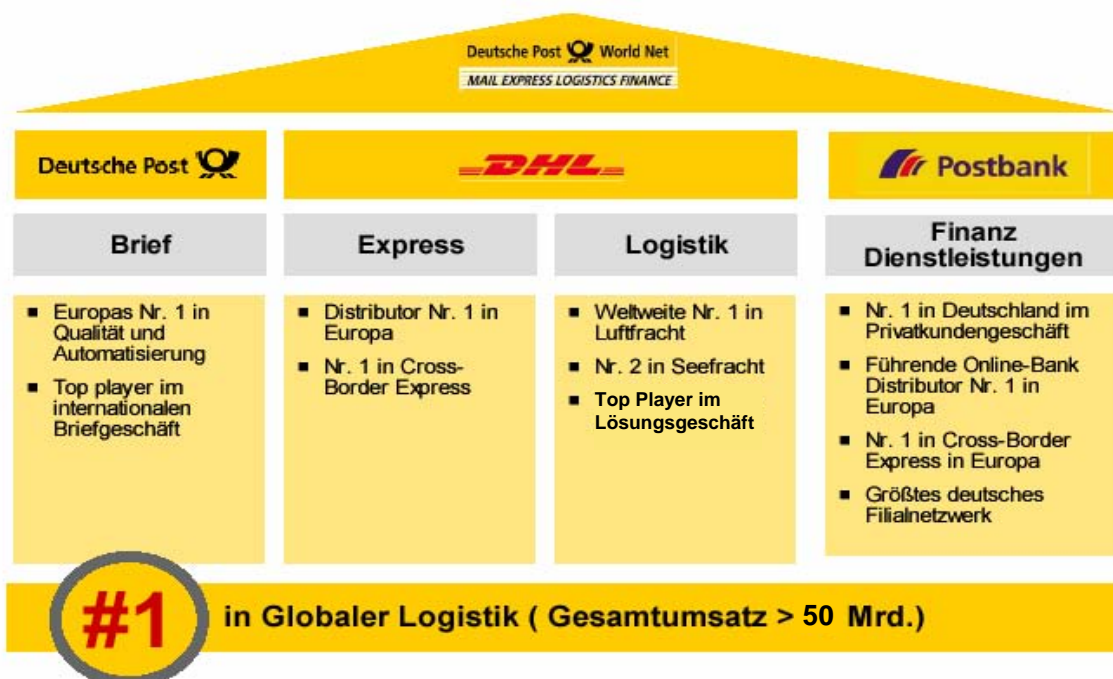 Deutsche Post World Net
MAIL EXPRESS LOGISTICS FINANCE
Deutsche Post
DHL
Postbank
Brief
Express
Logistik
Finanz
Dienstleistungen
■ Europas Nr. 1 in
Qualität und
Automatisierung
■ Top player im
internationalen
Briefgeschäft
■ Distributor Nr. 1 in
Europa
■ Nr. 1 in Cross-
Border Express
■ Weltweite Nr. 1 in
Luftfracht
■ Nr. 2 in Seefracht
■ Top Player im
Lösungsgeschäft
■ Nr. 1 in Deutschland im
Privatkundengeschäft
■ Führende Online-Bank
Distributor Nr. 1 in
Europa
■ Nr. 1 in Cross-Border
Express in Europa
■ Größtes deutsches
Filialnetzwerk
#1 in Globaler Logistik ( Gesamtumsatz > 50 Mrd.)